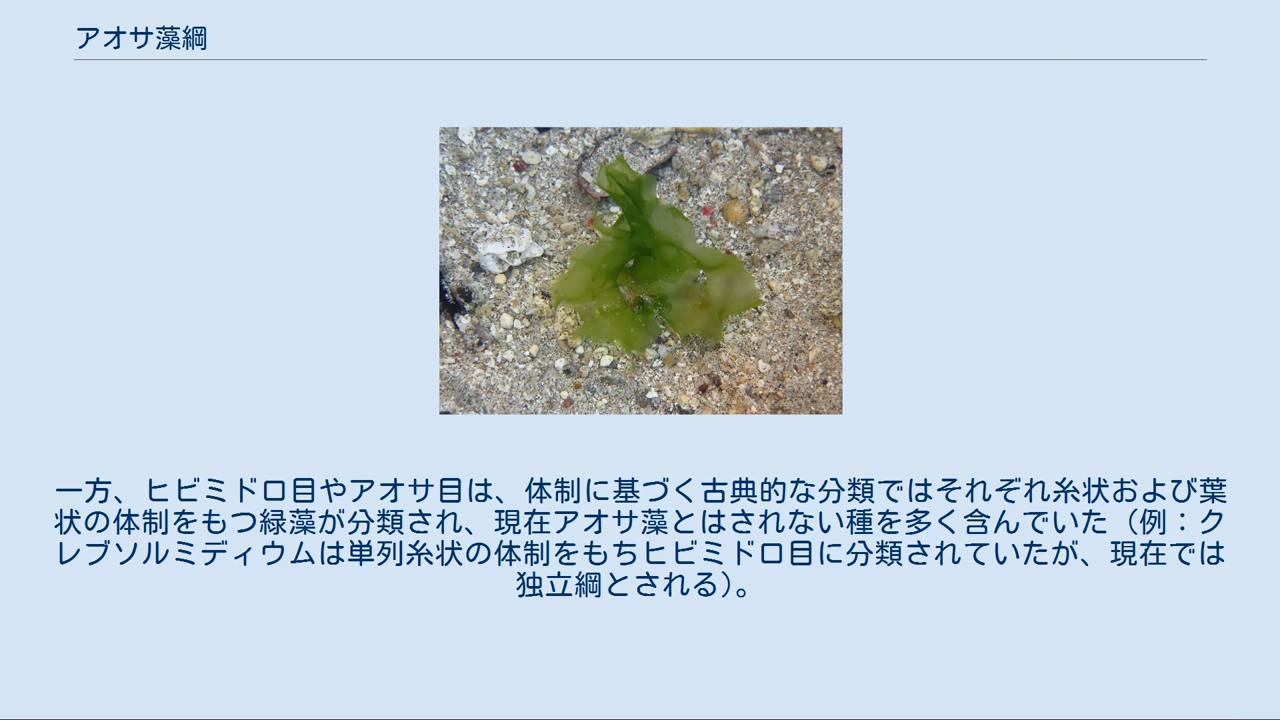 アオサ藻綱
一方、ヒビミドロ目やアオサ目は、体制に基づく古典的な分類ではそれぞれ糸状および葉
状の体制をもつ緑藻が分類され、現在アオサ藻とはされない種を多く含んでいた（例：ク
レブソルミディウムは単列糸状の体制をもちヒビミドロ目に分類されていたが、現在では
独立綱とされる）。